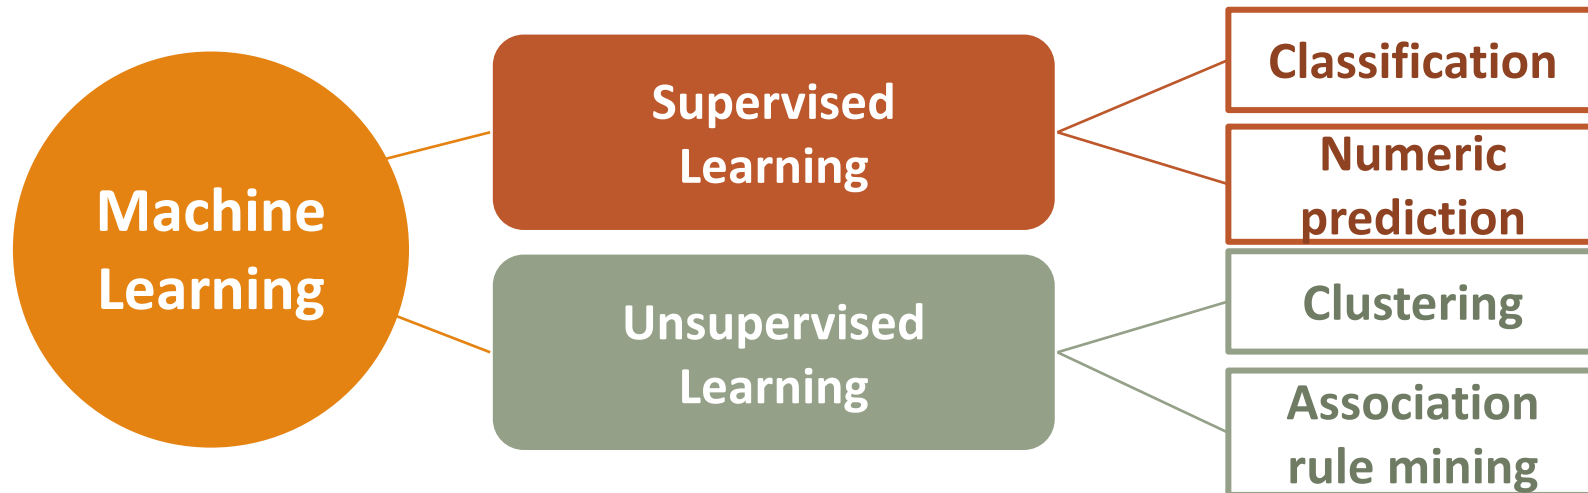 Machine
Learning
Supervised
Learning
Unsupervised
Learning
Classification
Numeric
prediction
Clustering
Association
rule mining